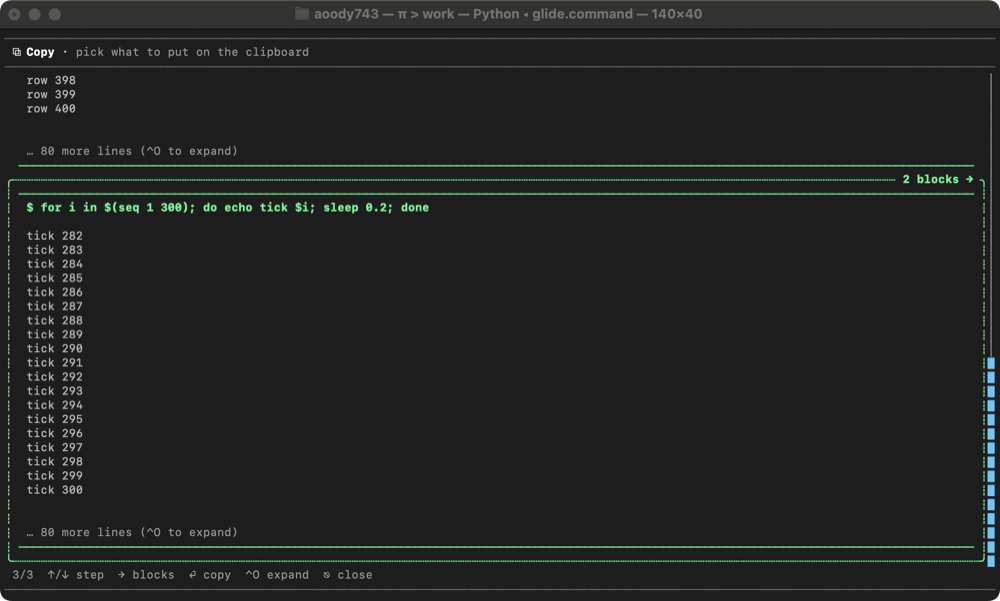 aoody743 — π > work — Python ◂ glide.command — 140×40
⧉ Copy · pick what to put on the clipboard
row 398
row 399
row 400
… 80 more lines (^O to expand)
2 blocks →
$ for i in $(seq 1 300); do echo tick $i; sleep 0.2; done
tick 282
tick 283
tick 284
tick 285
tick 286
tick 287
tick 288
tick 289
tick 290
tick 291
tick 292
tick 293
tick 294
tick 295
tick 296
tick 297
tick 298
tick 299
tick 300
… 80 more lines (^O to expand)
3/3 ↑/↓ step → blocks ↵ copy ^O expand ⎋ close